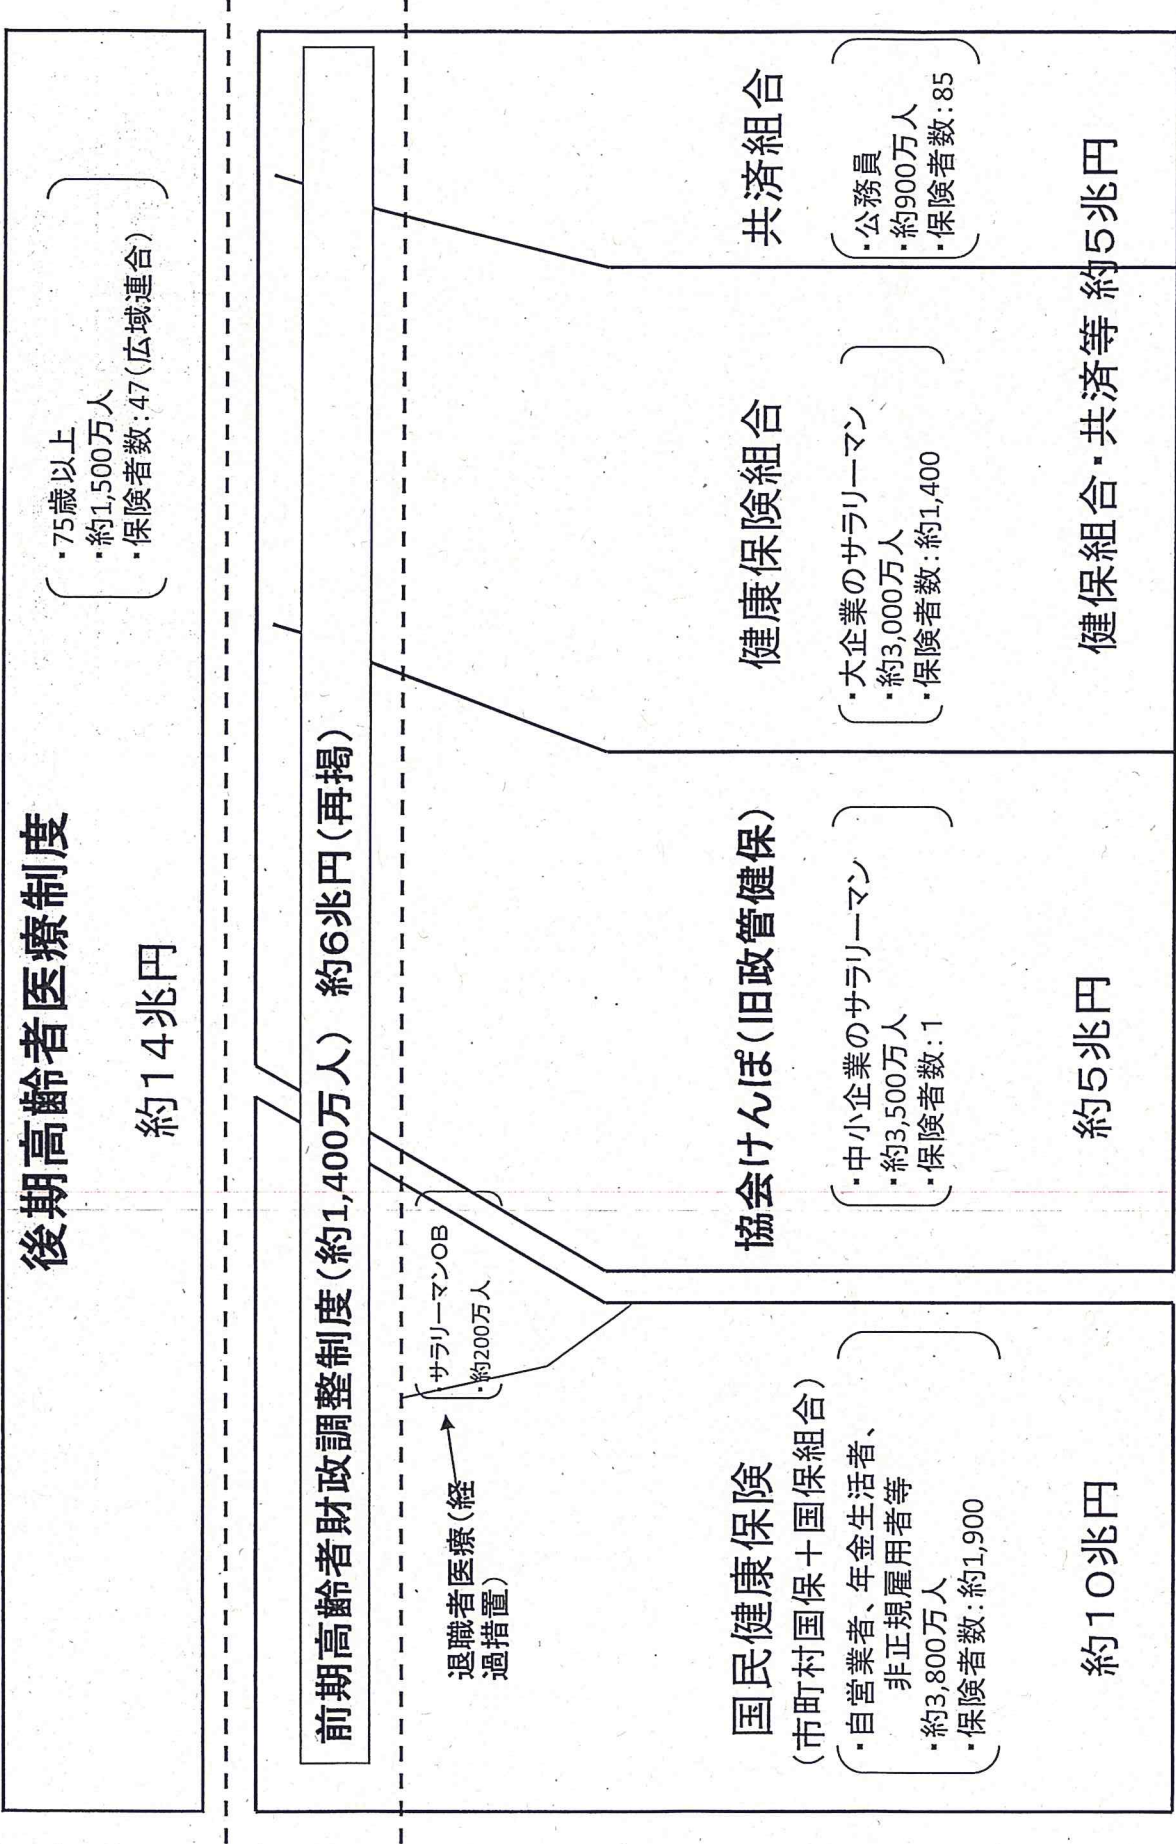 後期高齢者医療制度
約14兆円
・75歳以上
・約1,500万人
・保険者数:47(広域連合)
前期高齢者財政調整制度(約1,400万人) 約6兆円(再掲)
退職者医療(経
過措置)
・サラリーマンOB
・約200万人
国民健康保険
(市町村国保+国保組合)
・自営業者、年金生活者、
非正規雇用者等
・約3,800万人
・保険者数:約1,900
約10兆円
協会けんぽ(旧政管健保)
・中小企業のサラリーマン
・約3,500万人
・保険者数:1
約5兆円
健康保険組合
・大企業のサラリーマン
・約3,000万人
・保険者数:約1,400
共済組合
・公務員
・約900万人
・保険者数:85
健保組合・共済等 約5兆円